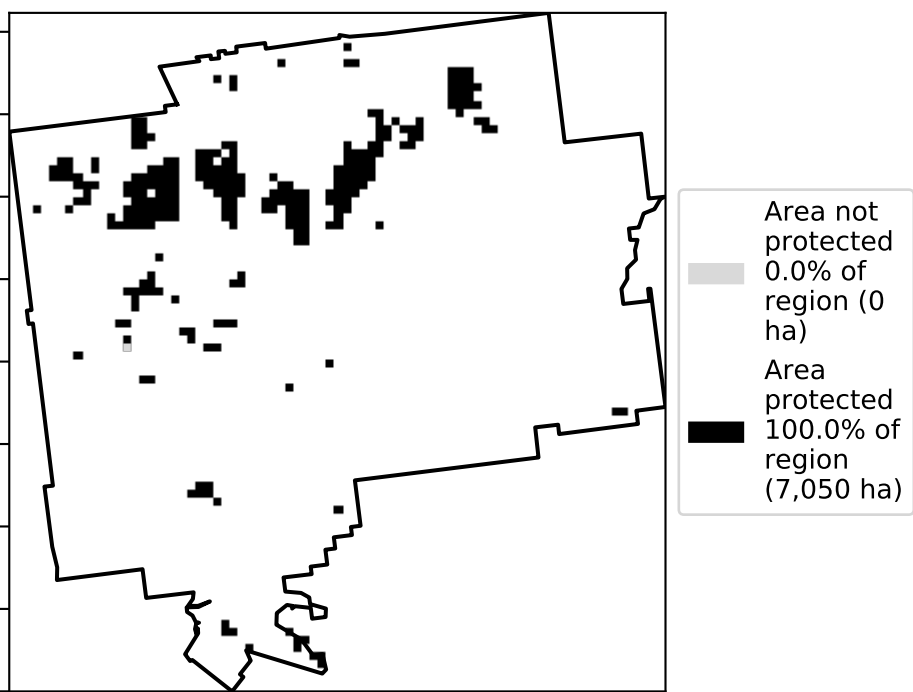 Area not
protected
0.0% of
region (0
ha)
Area
protected
100.0% of
region
(7,050 ha)